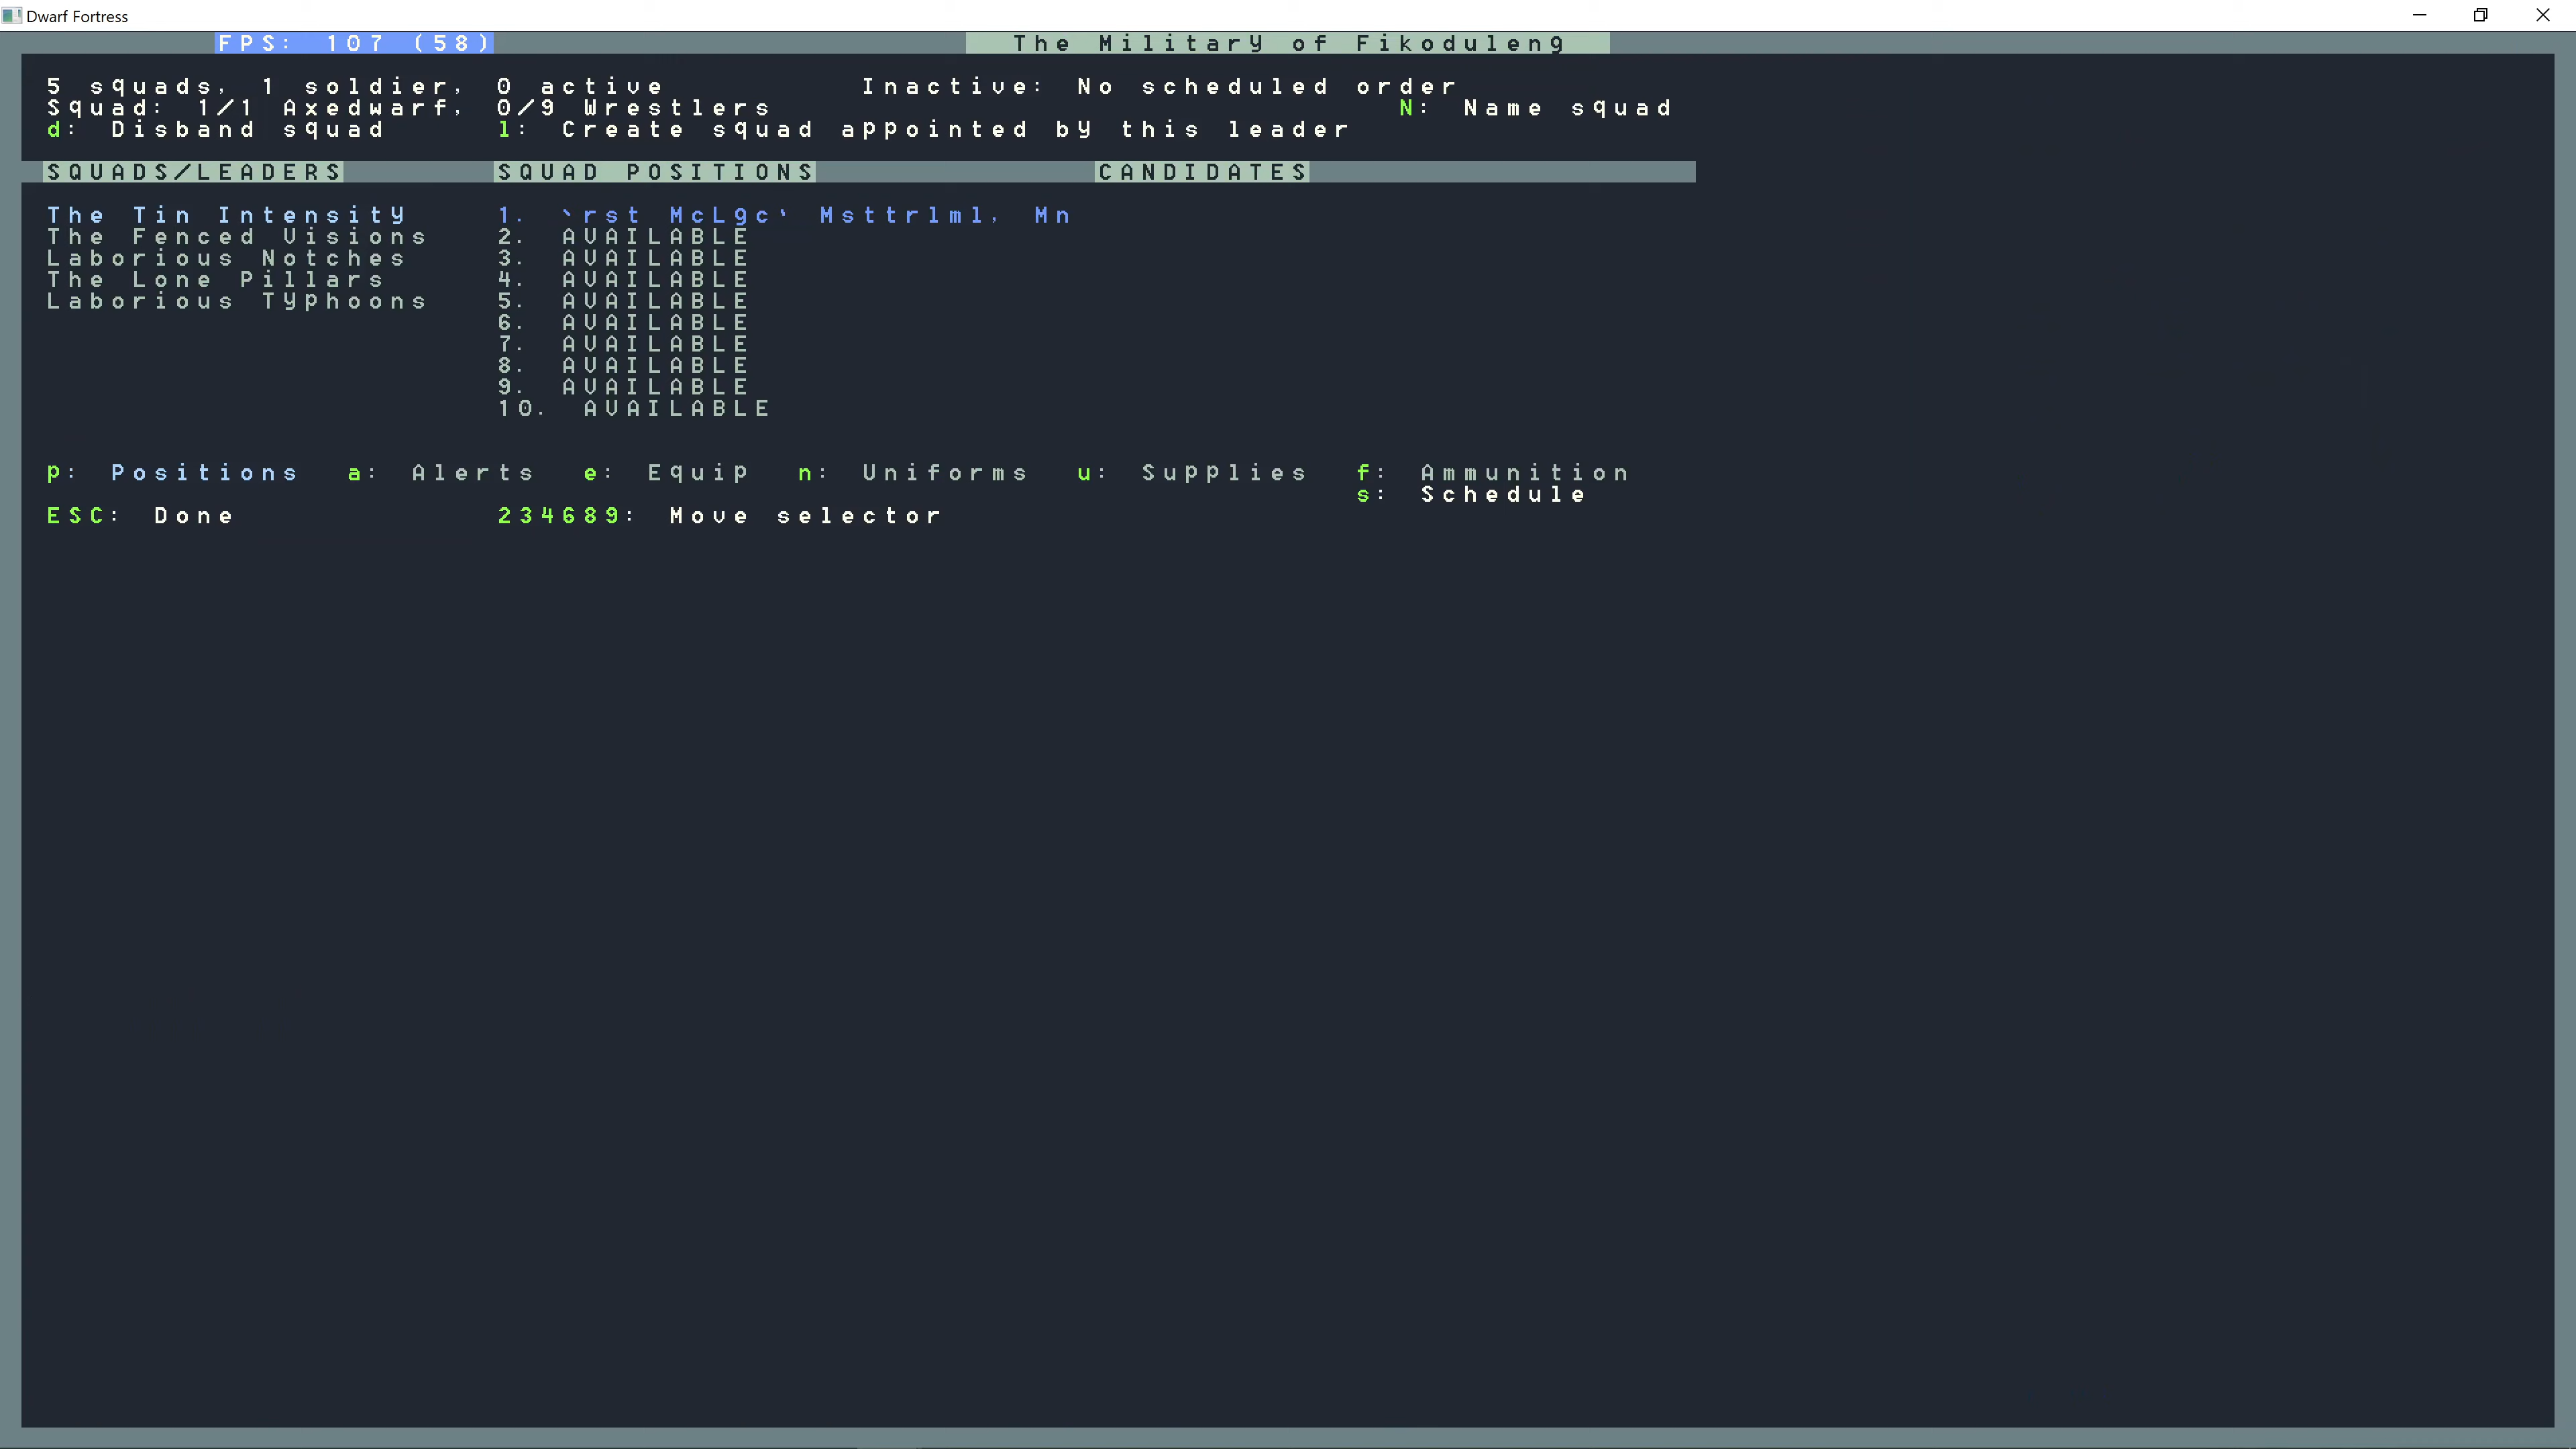 Dwarf Fortress
FPS: 107 (58) The Military of Fikoduleng
5 squads, 1 soldier, 0 active Inactive: No scheduled order
Squad: 1/1 Axedwarf, 0/9 Wrestlers N: Name squad
d: Disband squad l: Create squad appointed by this leader
SQUADS/LEADERS SQUAD POSITIONS CANDIDATES
The Tin Intensity 1. `rst McLgc' Msttrlml, Mn
The Fenced Visions 2. AVAILABLE
Laborious Notches 3. AVAILABLE
The Lone Pillars 4. AVAILABLE
Laborious Typhoons 5. AVAILABLE
6. AVAILABLE
7. AVAILABLE
8. AVAILABLE
9. AVAILABLE
10. AVAILABLE
p: Positions a: Alerts e: Equip n: Uniforms u: Supplies f: Ammunition
s: Schedule
ESC: Done 234689: Move selector